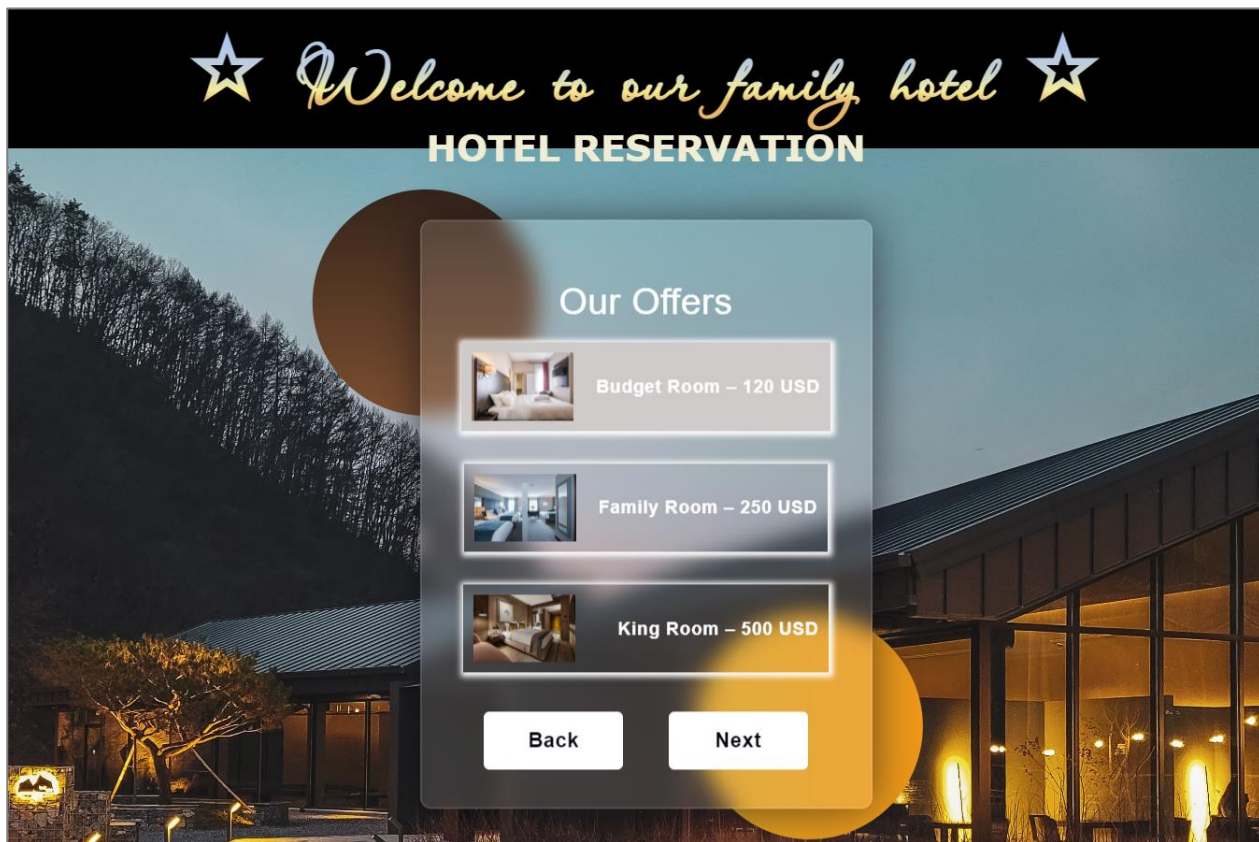 Welcome to our family hotel
HOTEL RESERVATION
Our Offers
Budget Room – 120 USD
Family Room – 250 USD
King Room – 500 USD
Back Next